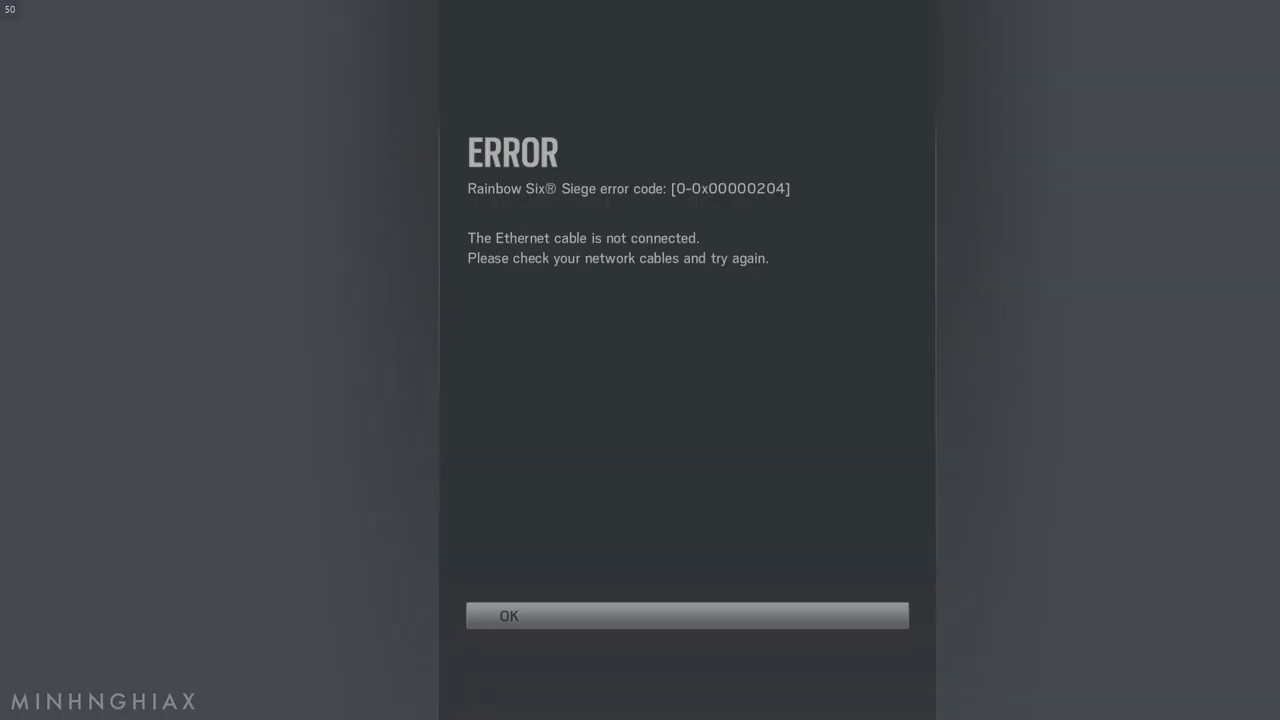 50
ERROR
Rainbow Six® Siege error code: [0-0x00000204]
The Ethernet cable is not connected.
Please check your network cables and try again.
OK
MINHNGHIAX